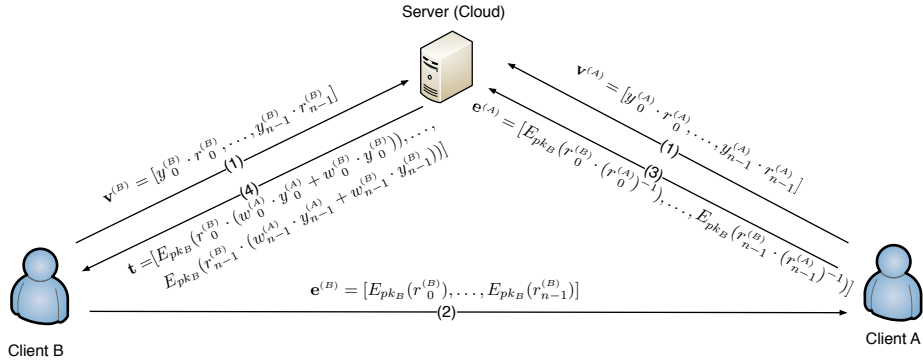 Server (Cloud)
v^{(B)} = [y_0^{(B)} · r_0^{(B)}, . . . , y_{n−1}^{(B)} · r_{n−1}^{(B)}]
(1)
(4)
t =[E_{pk_B}(r_0^{(B)} · (w_0^{(A)} · y_0^{(A)} + w_0^{(B)} · y_0^{(B)})), . . . ,
E_{pk_B}(r_{n−1}^{(B)} · (w_{n−1}^{(A)} · y_{n−1}^{(A)} + w_{n−1}^{(B)} · y_{n−1}^{(B)}))]
v^{(A)} = [y_0^{(A)} · r_0^{(A)}, . . . , y_{n−1}^{(A)} · r_{n−1}^{(A)}]
(1)
(3)
e^{(A)} = [E_{pk_B}(r_0^{(B)} · (r_0^{(A)})^{−1}), . . . , E_{pk_B}(r_{n−1}^{(B)} · (r_{n−1}^{(A)})^{−1})]
e^{(B)} = [E_{pk_B}(r_0^{(B)}), . . . , E_{pk_B}(r_{n−1}^{(B)})]
(2)
Client B
Client A